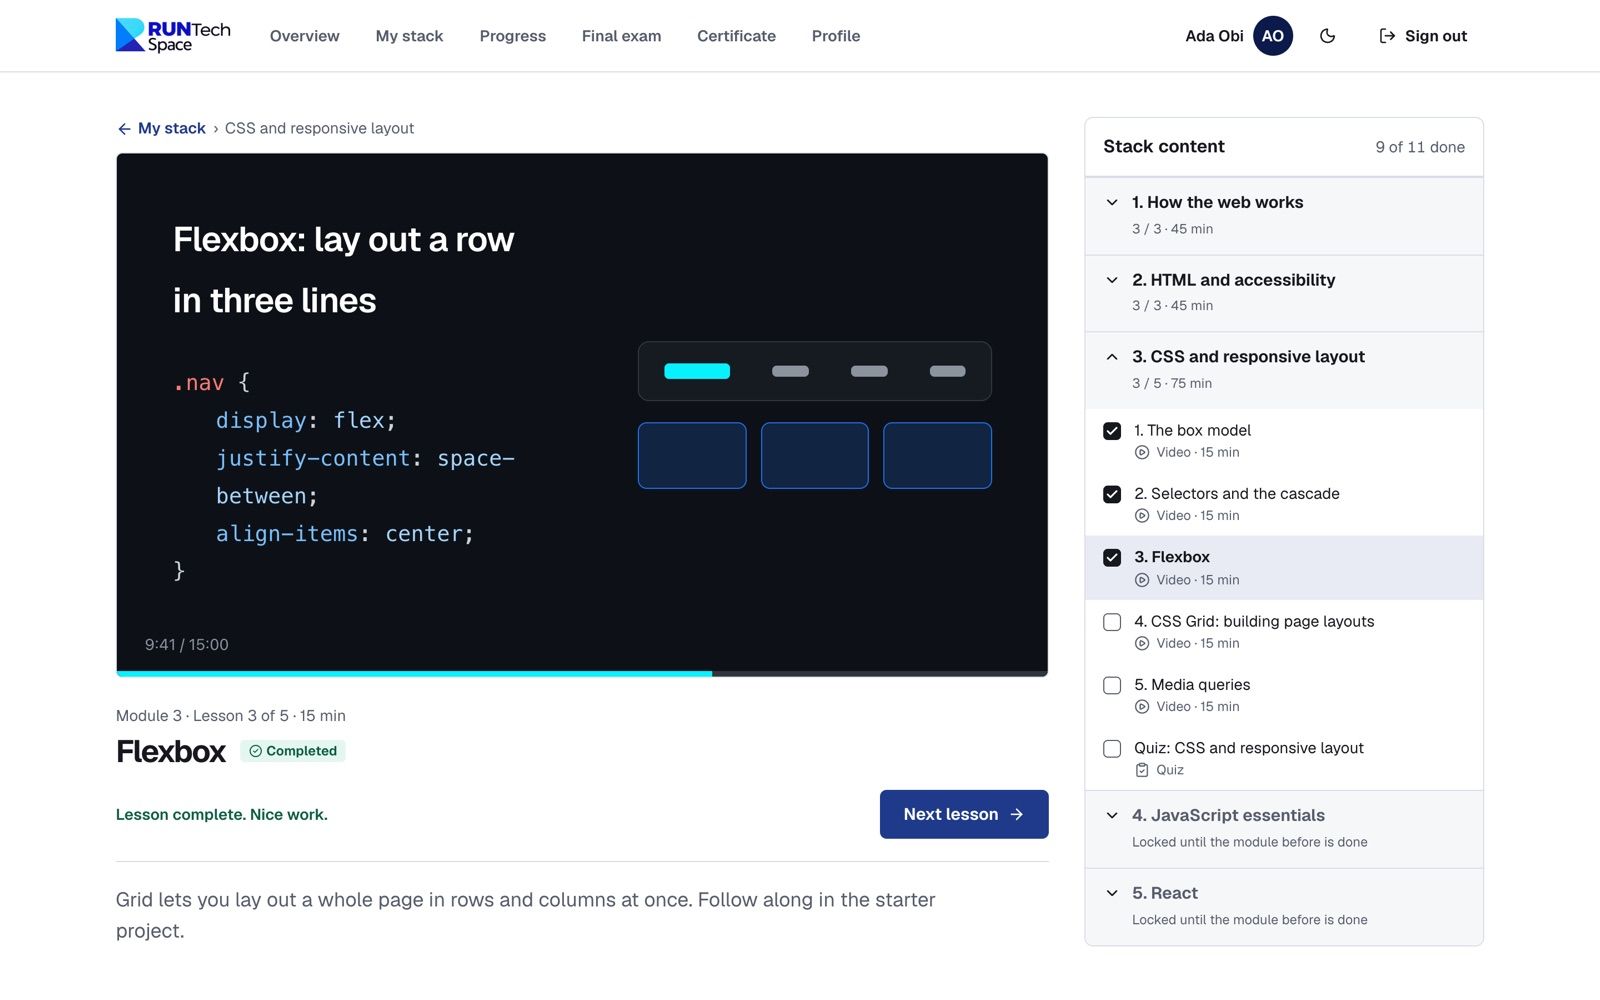 RUNTech
Space
Overview
My stack
Progress
Final exam
Certificate
Profile
Ada Obi
AO
Sign out
My stack › CSS and responsive layout
Flexbox: lay out a row
in three lines
.nav {
display: flex;
justify-content: space-
between;
align-items: center;
}
9:41 / 15:00
Module 3 · Lesson 3 of 5 · 15 min
Flexbox
Completed
Lesson complete. Nice work.
Next lesson
Grid lets you lay out a whole page in rows and columns at once. Follow along in the starter
project.
Stack content
9 of 11 done
1. How the web works
3 / 3 · 45 min
2. HTML and accessibility
3 / 3 · 45 min
3. CSS and responsive layout
3 / 5 · 75 min
1. The box model
Video · 15 min
2. Selectors and the cascade
Video · 15 min
3. Flexbox
Video · 15 min
4. CSS Grid: building page layouts
Video · 15 min
5. Media queries
Video · 15 min
Quiz: CSS and responsive layout
Quiz
4. JavaScript essentials
Locked until the module before is done
5. React
Locked until the module before is done